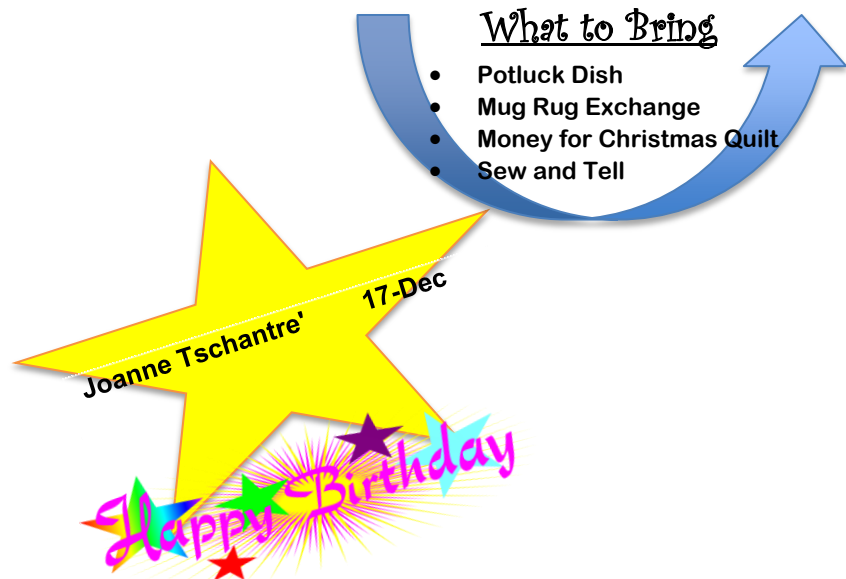 What to Bring
• Potluck Dish
• Mug Rug Exchange
• Money for Christmas Quilt
• Sew and Tell
Joanne Tschantre' 17-Dec
Happy Birthday